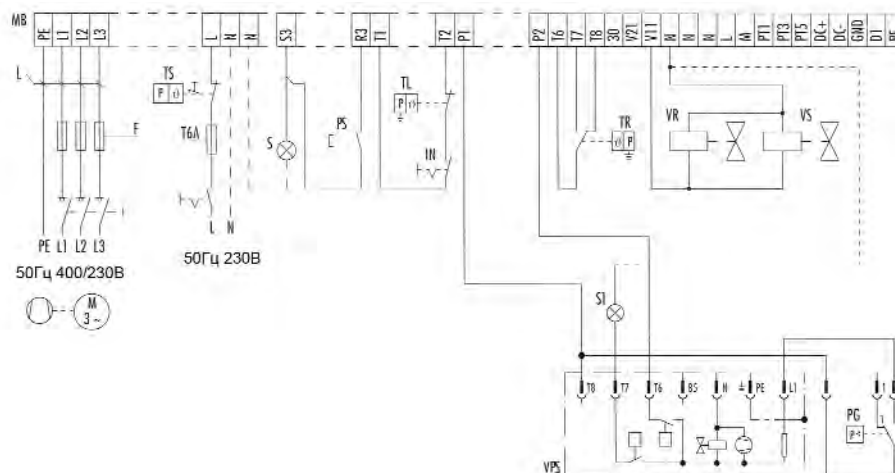 MB
PE L1 L2 L3
L N N
S3
R3 T1
T2 P1
P2 T6 T7 T8 30 V21 V11 N N N L M PT1 PT3 PT5 DC+ DC- GND D1
L
TS
P
TL
P
PS
F
T6A
S
IN
TR
P
VR
VS
PE L1 L2 L3
L N
50Гц 400/230В
50Гц 230В
M
3 ~
S1
T8 T7 T6 B5 N PE L1 1
PG
VPS